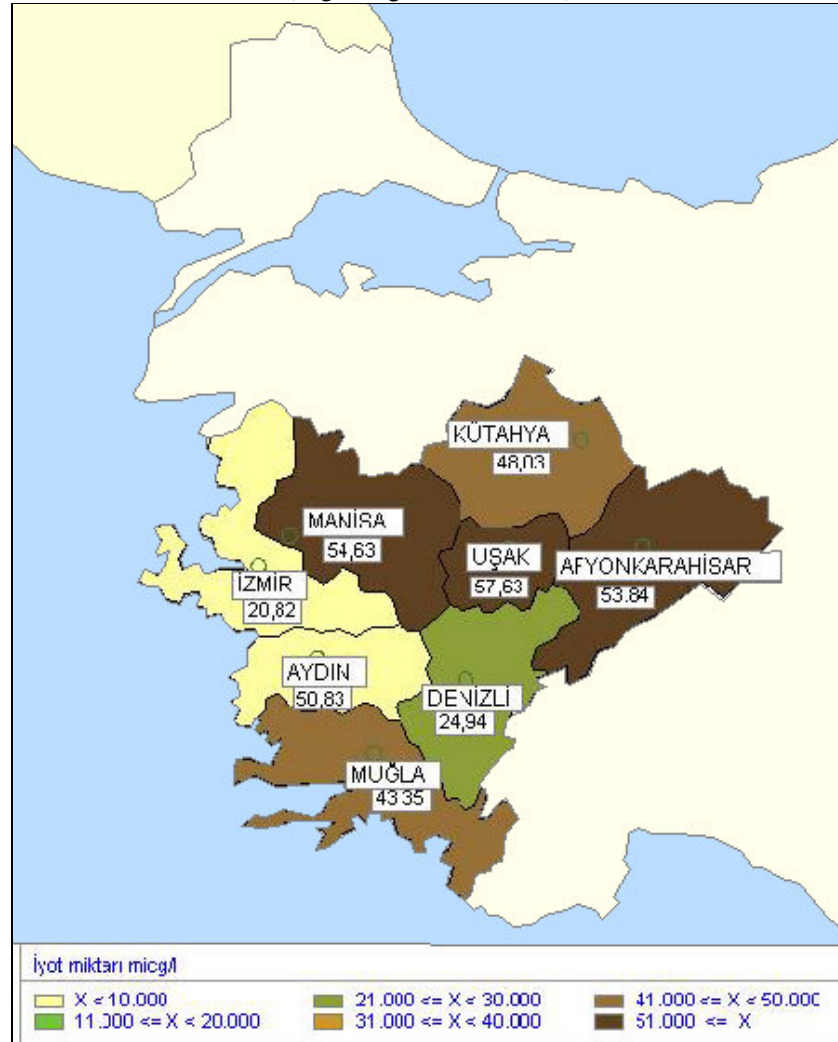 KÜTAHYA
48,03
MANİSA
54,63
UŞAK
57,63
AFYONKARAHİSAR
53.84
İZMİR
20,82
AYDIN
50,83
DENİZLİ
24,94
MUĞLA
43 35
İyot miktarı micg/l
X < 10.000
21.000 <= X < 30.000
41.000 <= X < 50.000
11.000 <= X < 20.000
31.000 <= X < 40.000
51.000 <= X